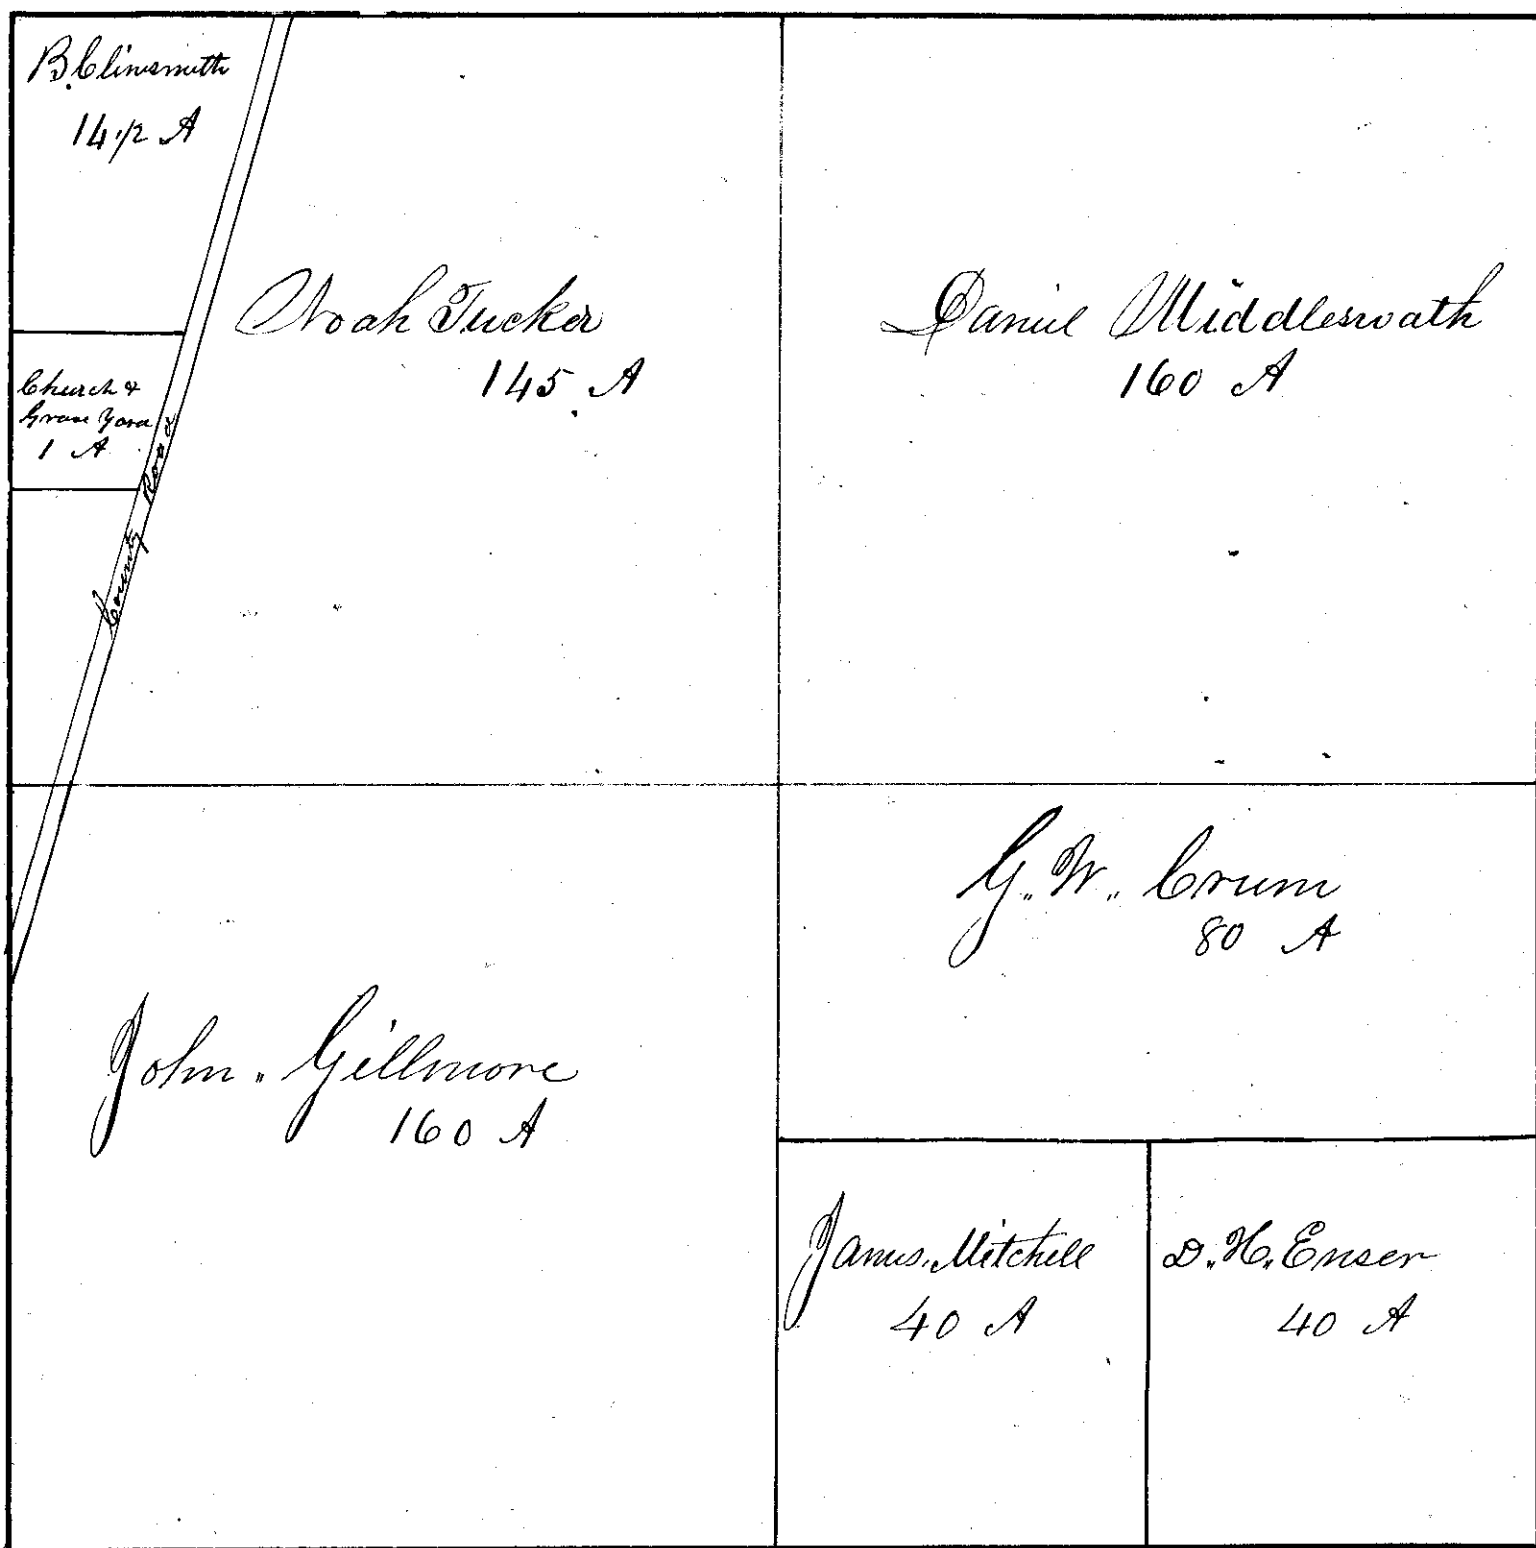 B. Clinesmith
14 1/2 A
Noah Tucker
145 A
Daniel Middleswath
160 A
Church &
Grave Yard
1 A
County Road
G. W. Crum
80 A
John Gillmore
160 A
James Mitchell
40 A
D. H. Enser
40 A